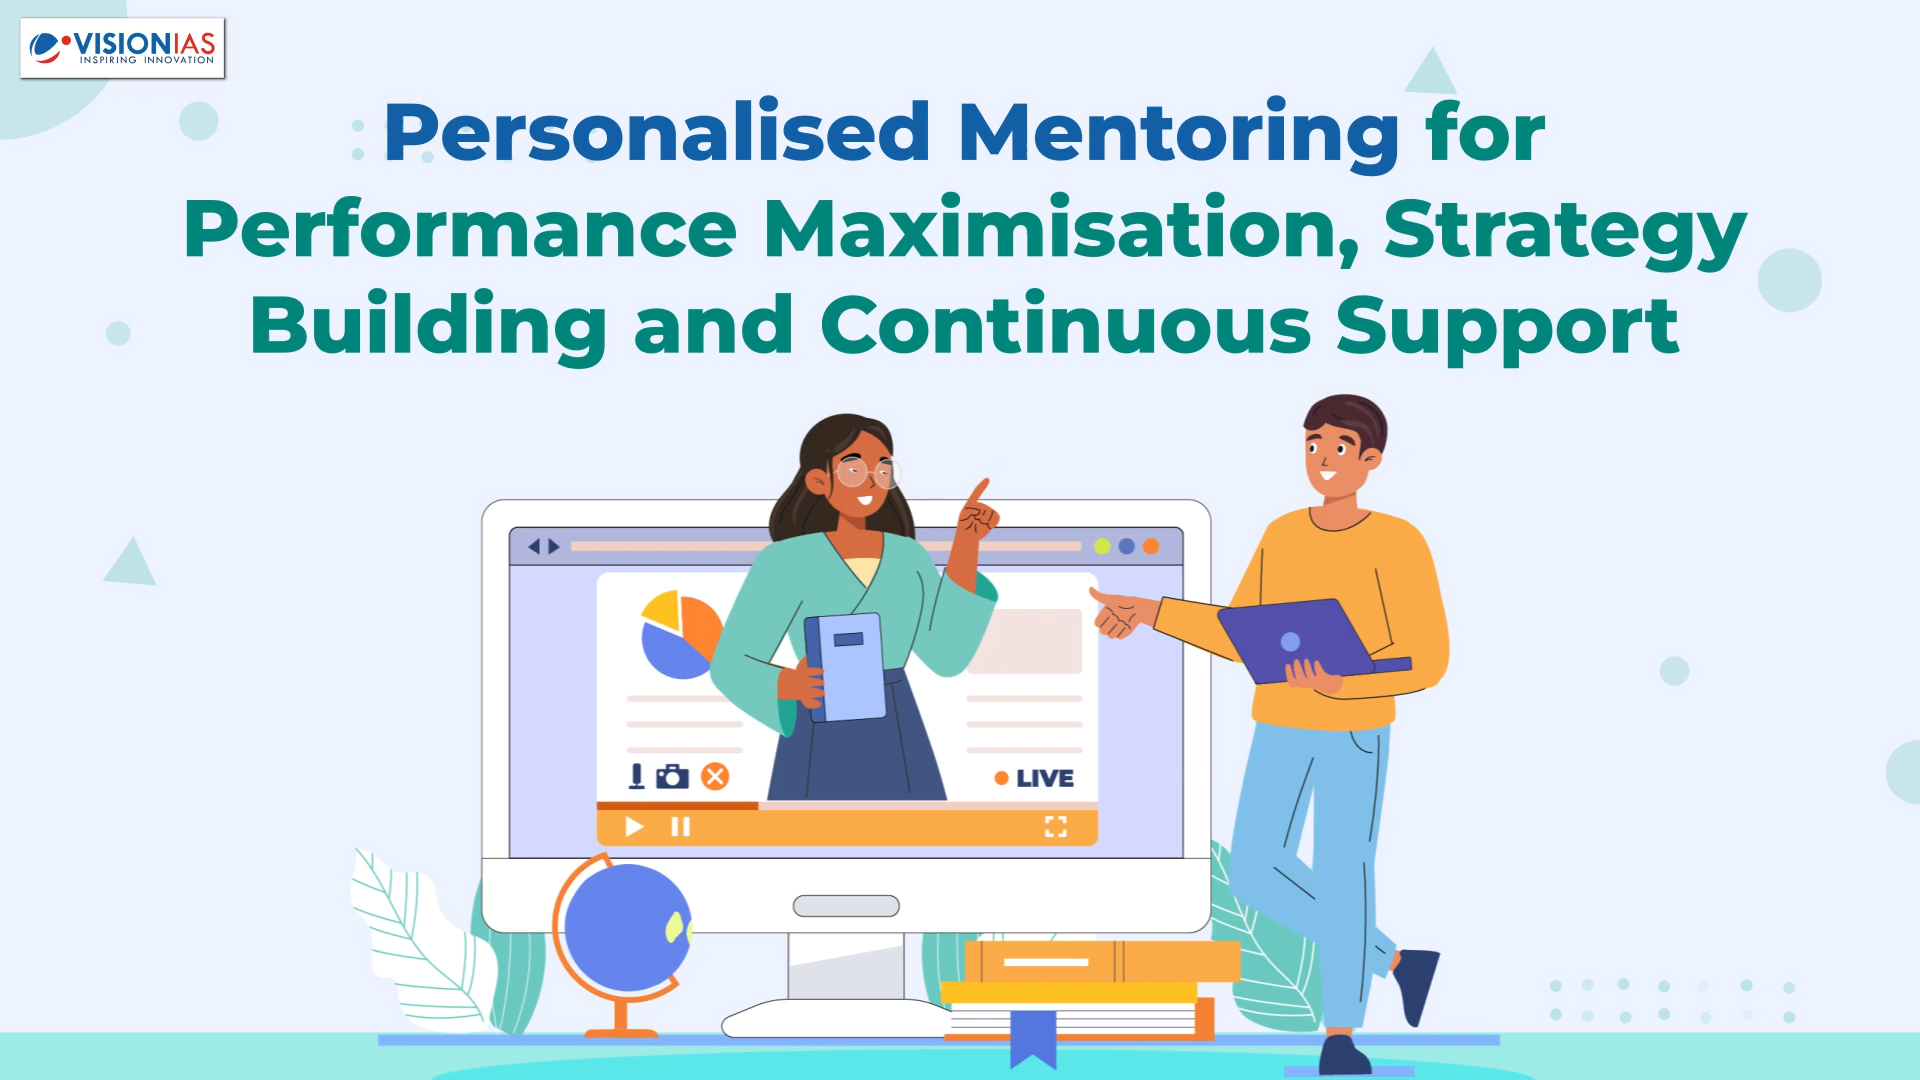 VISIONIAS
INSPIRING INNOVATION
Personalised Mentoring for
Performance Maximisation, Strategy
Building and Continuous Support
LIVE